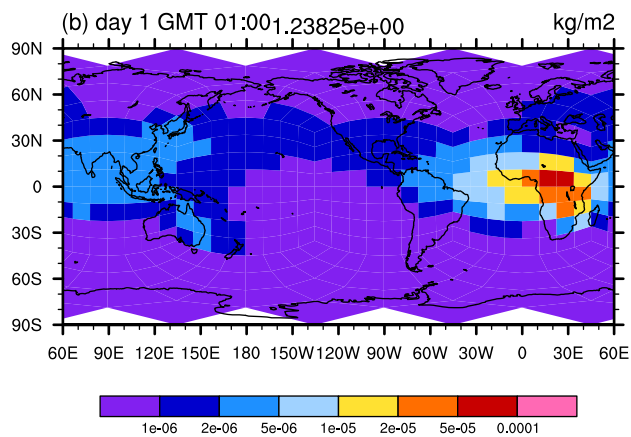 (b) day 1 GMT 01:00 1.23825e+00 kg/m2
90N
60N
30N
0
30S
60S
90S
60E 90E 120E 150E 180 150W 120W 90W 60W 30W 0 30E 60E
1e-06 2e-06 5e-06 1e-05 2e-05 5e-05 0.0001